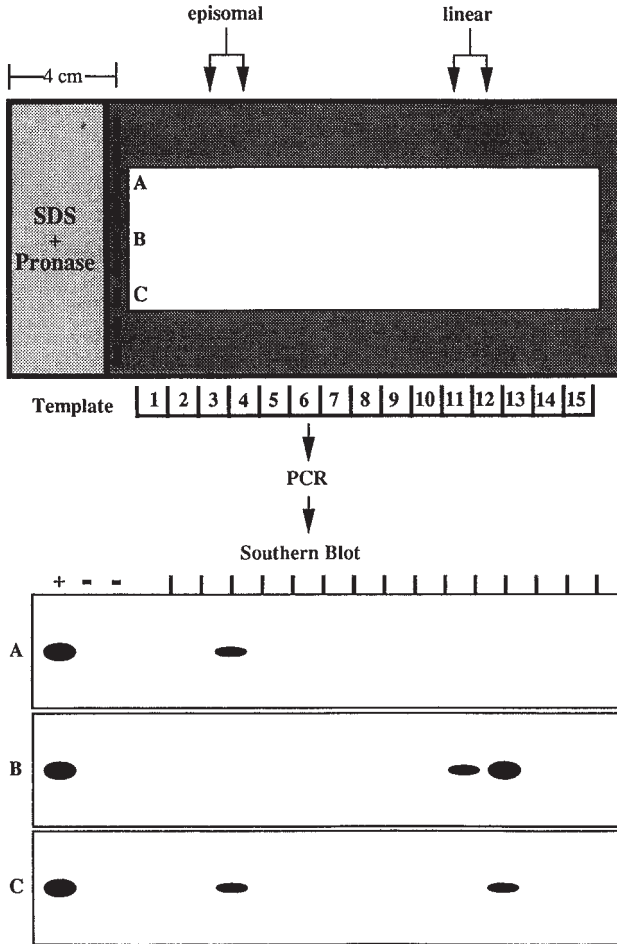 episomal linear
4 cm
A
SDS
+
Pronase
B
C
Template 1 2 3 4 5 6 7 8 9 10 11 12 13 14 15
PCR
Southern Blot
+ - -
A
B
C